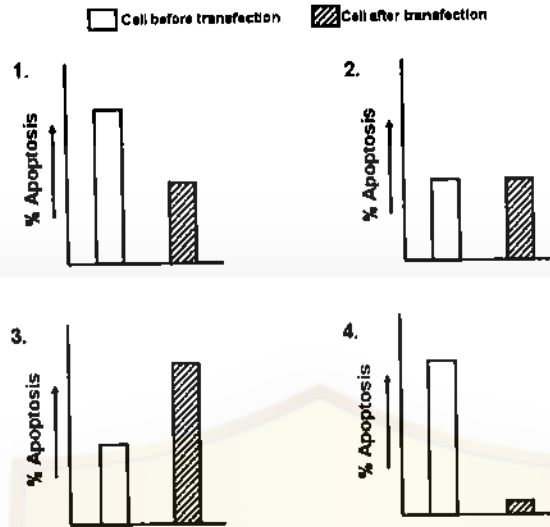 Cell before transfection Cell after transfection
1. 2.
% Apoptosis % Apoptosis
3. 4.
% Apoptosis % Apoptosis